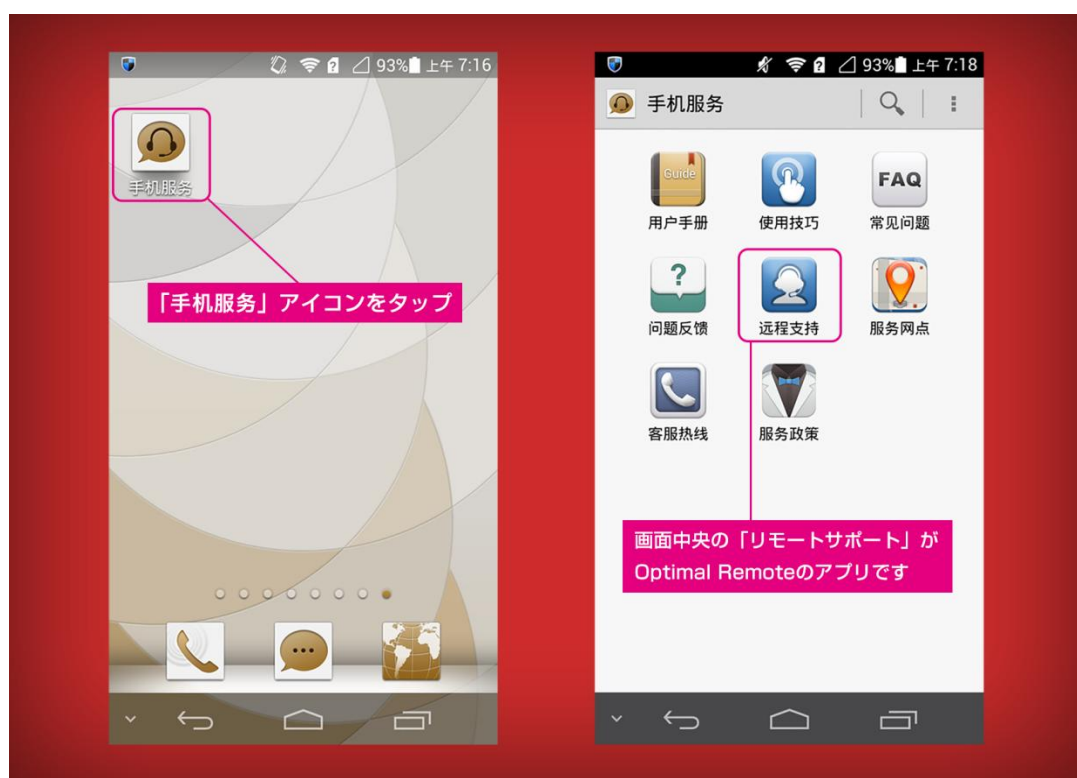 93% 上午 7:16
手机服务
「手机服务」アイコンをタップ
93% 上午 7:18
手机服务
Guide
FAQ
用户手册
使用技巧
常见问题
?
问题反馈
远程支持
服务网点
客服热线
服务政策
画面中央の「リモートサポート」が
Optimal Remoteのアプリです